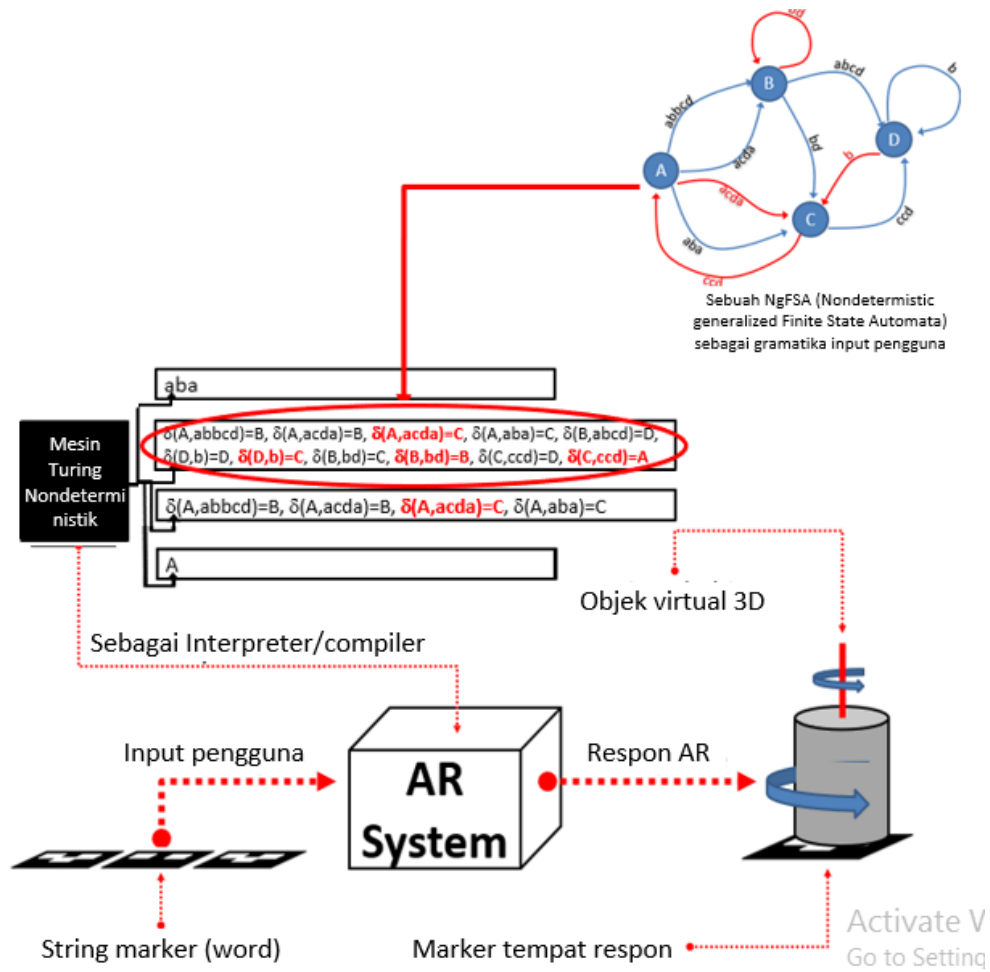 bd
B
abcd
b
abbcd
D
acda
bd
b
A
acda
C
ccd
aba
ccd
Sebuah NgFSA (Nondetermistic
generalized Finite State Automata)
sebagai gramatika input pengguna
aba
Mesin
Turing
Nondetermi
nistik
δ(A,abbcd)=B, δ(A,acda)=B, δ(A,acda)=C, δ(A,aba)=C, δ(B,abcd)=D,
δ(D,b)=D, δ(D,b)=C, δ(B,bd)=C, δ(B,bd)=B, δ(C,ccd)=D, δ(C,ccd)=A
δ(A,abbcd)=B, δ(A,acda)=B, δ(A,acda)=C, δ(A,aba)=C
A
Objek virtual 3D
Sebagai Interpreter/compiler
Input pengguna
AR
System
Respon AR
String marker (word)
Marker tempat respon
Activate W
Go to Setting